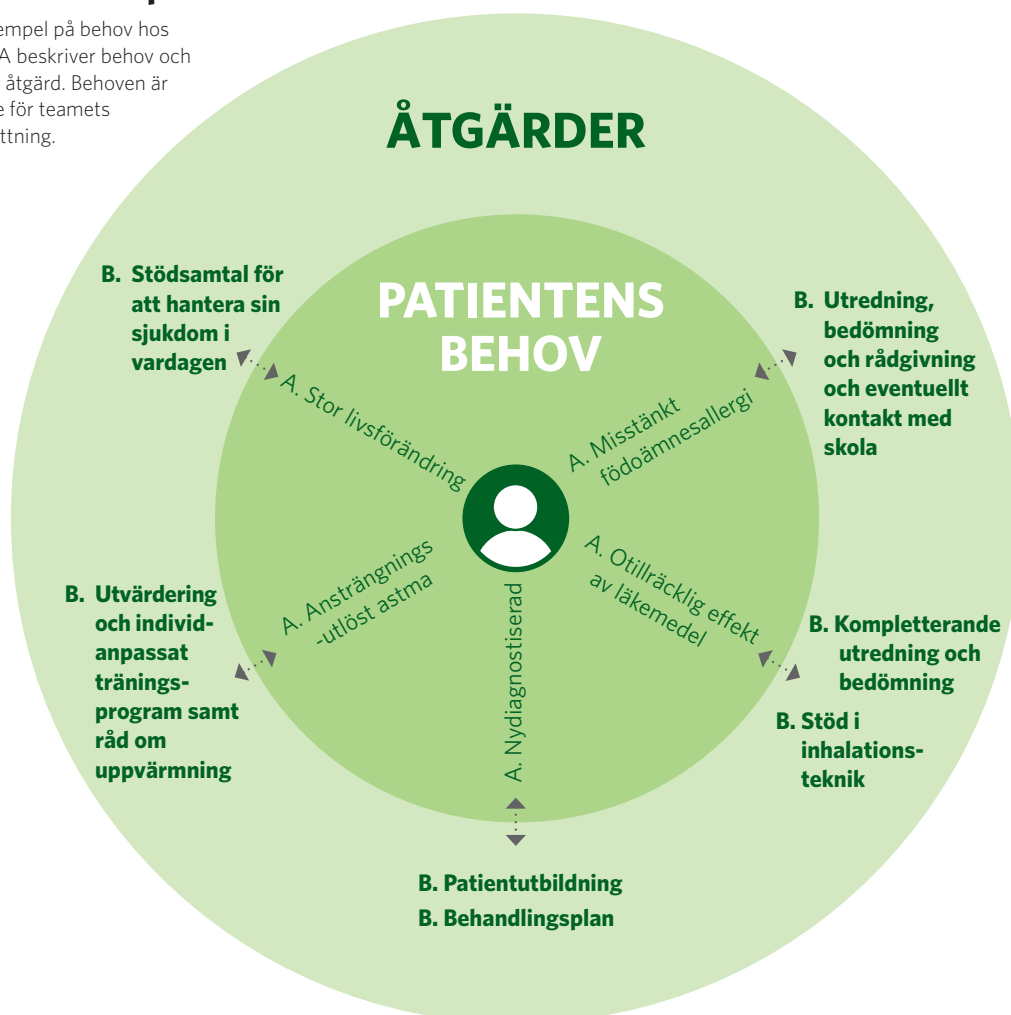 empel på behov hos
A beskriver behov och
åtgärd. Behoven är
e för teamets
ttning.
ÅTGÄRDER
PATIENTENS
BEHOV
B. Stödsamtal för
att hantera sin
sjukdom i
vardagen
A. Stor livsförändring
A. Misstänkt
födoämnesallergi
B. Utredning,
bedömning
och rådgivning
och eventuellt
kontakt med
skola
A. Ansträngnings
-utlöst astma
B. Utvärdering
och individ-
anpassat
tränings-
program samt
råd om
uppvärmning
A. Otillräcklig effekt
av läkemedel
B. Kompletterande
utredning och
bedömning
B. Stöd i
inhalations-
teknik
A. Nydiagnostiserad
B. Patientutbildning
B. Behandlingsplan